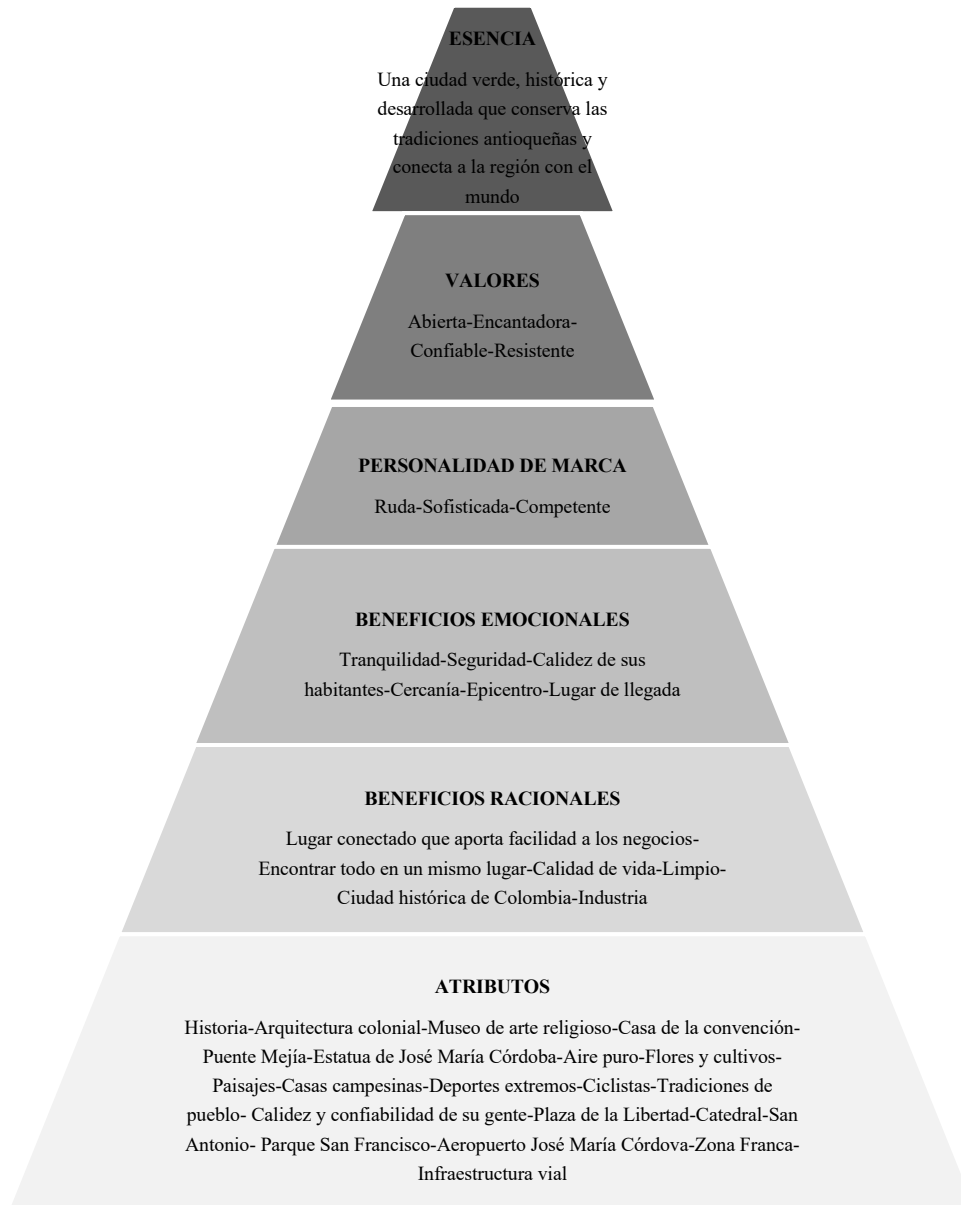 ESENCIA
Una ciudad verde, histórica y
desarrollada que conserva las
tradiciones antioqueñas y
conecta a la región con el
mundo
VALORES
Abierta-Encantadora-
Confiable-Resistente
PERSONALIDAD DE MARCA
Ruda-Sofisticada-Competente
BENEFICIOS EMOCIONALES
Tranquilidad-Seguridad-Calidez de sus
habitantes-Cercanía-Epicentro-Lugar de llegada
BENEFICIOS RACIONALES
Lugar conectado que aporta facilidad a los negocios-
Encontrar todo en un mismo lugar-Calidad de vida-Limpio-
Ciudad histórica de Colombia-Industria
ATRIBUTOS
Historia-Arquitectura colonial-Museo de arte religioso-Casa de la convención-
Puente Mejía-Estatua de José María Córdoba-Aire puro-Flores y cultivos-
Paisajes-Casas campesinas-Deportes extremos-Ciclistas-Tradiciones de
pueblo- Calidez y confiabilidad de su gente-Plaza de la Libertad-Catedral-San
Antonio- Parque San Francisco-Aeropuerto José María Córdova-Zona Franca-
Infraestructura vial